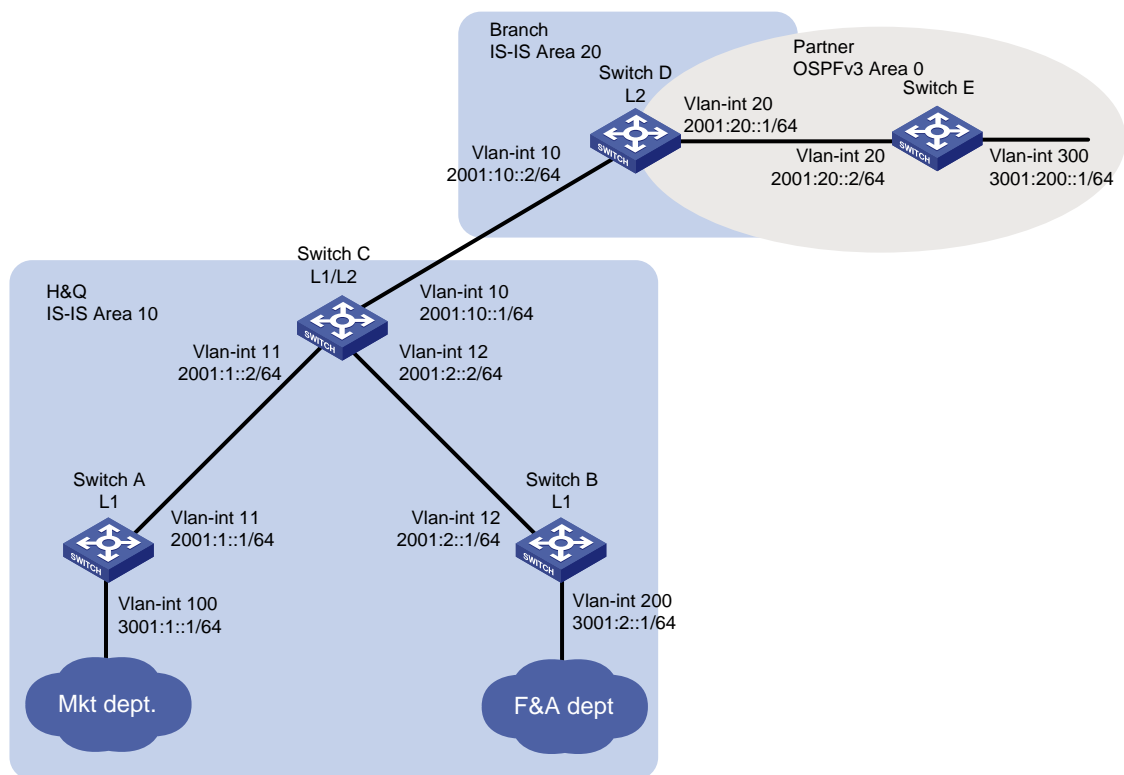 Branch
IS-IS Area 20
Partner
OSPFv3 Area 0
Switch D
L2
Switch E
Vlan-int 20
2001:20::1/64
Vlan-int 10
2001:10::2/64
Vlan-int 20
2001:20::2/64
Vlan-int 300
3001:200::1/64
SWITCH
SWITCH
Switch C
L1/L2
H&Q
IS-IS Area 10
Vlan-int 10
2001:10::1/64
SWITCH
Vlan-int 11
2001:1::2/64
Vlan-int 12
2001:2::2/64
Switch A
L1
Switch B
L1
Vlan-int 11
2001:1::1/64
Vlan-int 12
2001:2::1/64
SWITCH
SWITCH
Vlan-int 100
3001:1::1/64
Vlan-int 200
3001:2::1/64
Mkt dept.
F&A dept